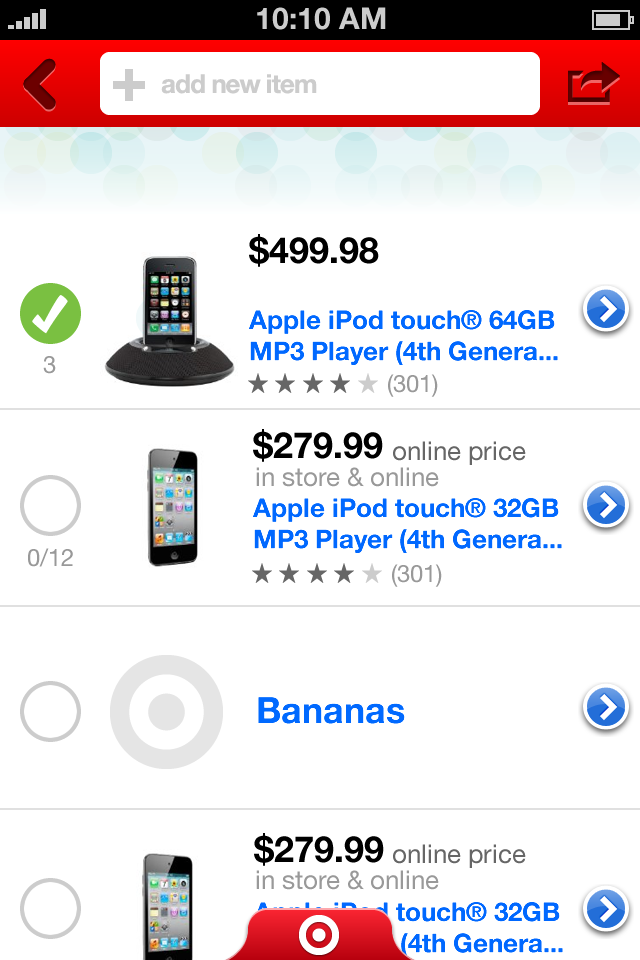 10:10 AM
add new item
$499.98
Apple iPod touch® 64GB
MP3 Player (4th Genera...
3
(301)
$279.99 online price
in store & online
Apple iPod touch® 32GB
MP3 Player (4th Genera...
0/12
(301)
Bananas
$279.99 online price
in store & online
touch® 32GB
(4th Genera...